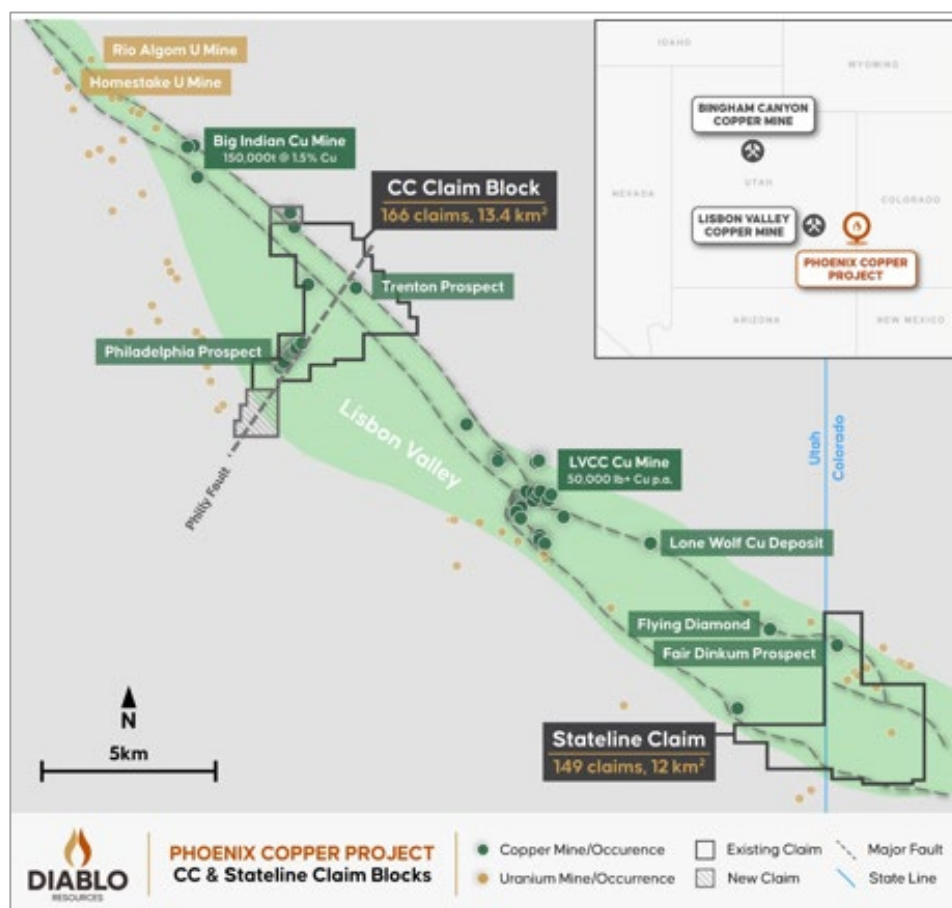 Rio Algom U Mine
Homestake U Mine
Big Indian Cu Mine
150,000t @ 1.5% Cu
CC Claim Block
166 claims, 13.4 km²
Trenton Prospect
Philadelphia Prospect
Lisbon Valley
Philly Fault
LVCC Cu Mine
50,000 lb+ Cu p.a.
Lone Wolf Cu Deposit
Utah
Colorado
Flying Diamond
Fair Dinkum Prospect
Stateline Claim
149 claims, 12 km²
N
5km
IDAHO
WYOMING
BINGHAM CANYON
COPPER MINE
NEVADA
UTAH
COLORADO
LISBON VALLEY
COPPER MINE
PHOENIX COPPER
PROJECT
ARIZONA
NEW MEXICO
DIABLO
RESOURCES
PHOENIX COPPER PROJECT
CC & Stateline Claim Blocks
Copper Mine/Occurence
Uranium Mine/Occurrence
Existing Claim
New Claim
Major Fault
State Line